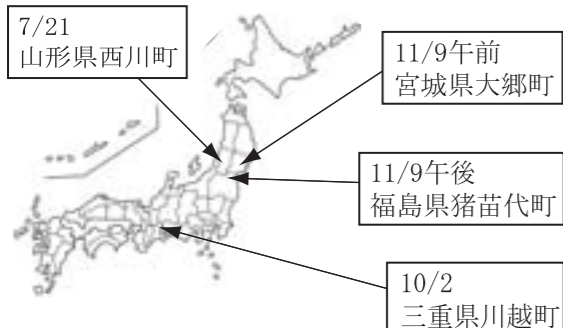 7/21
山形県西川町
11/9午前
宮城県大郷町
11/9午後
福島県猪苗代町
10/2
三重県川越町